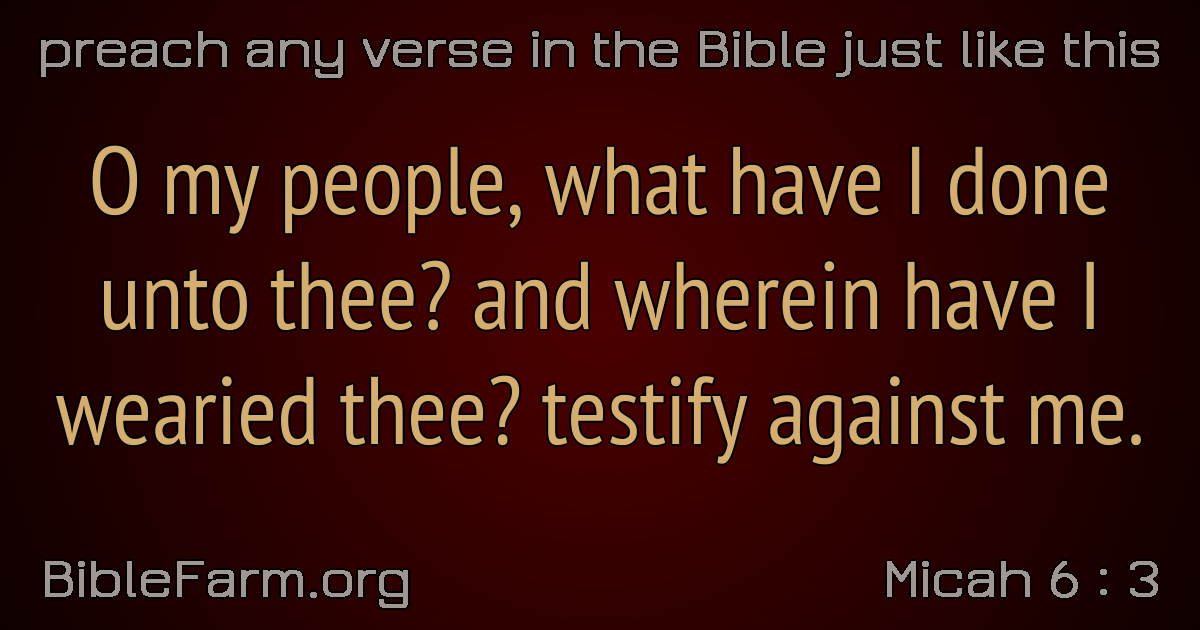 preach any verse in the Bible just like this
O my people, what have I done
unto thee? and wherein have I
wearied thee? testify against me.
BibleFarm.org
Micah 6 : 3